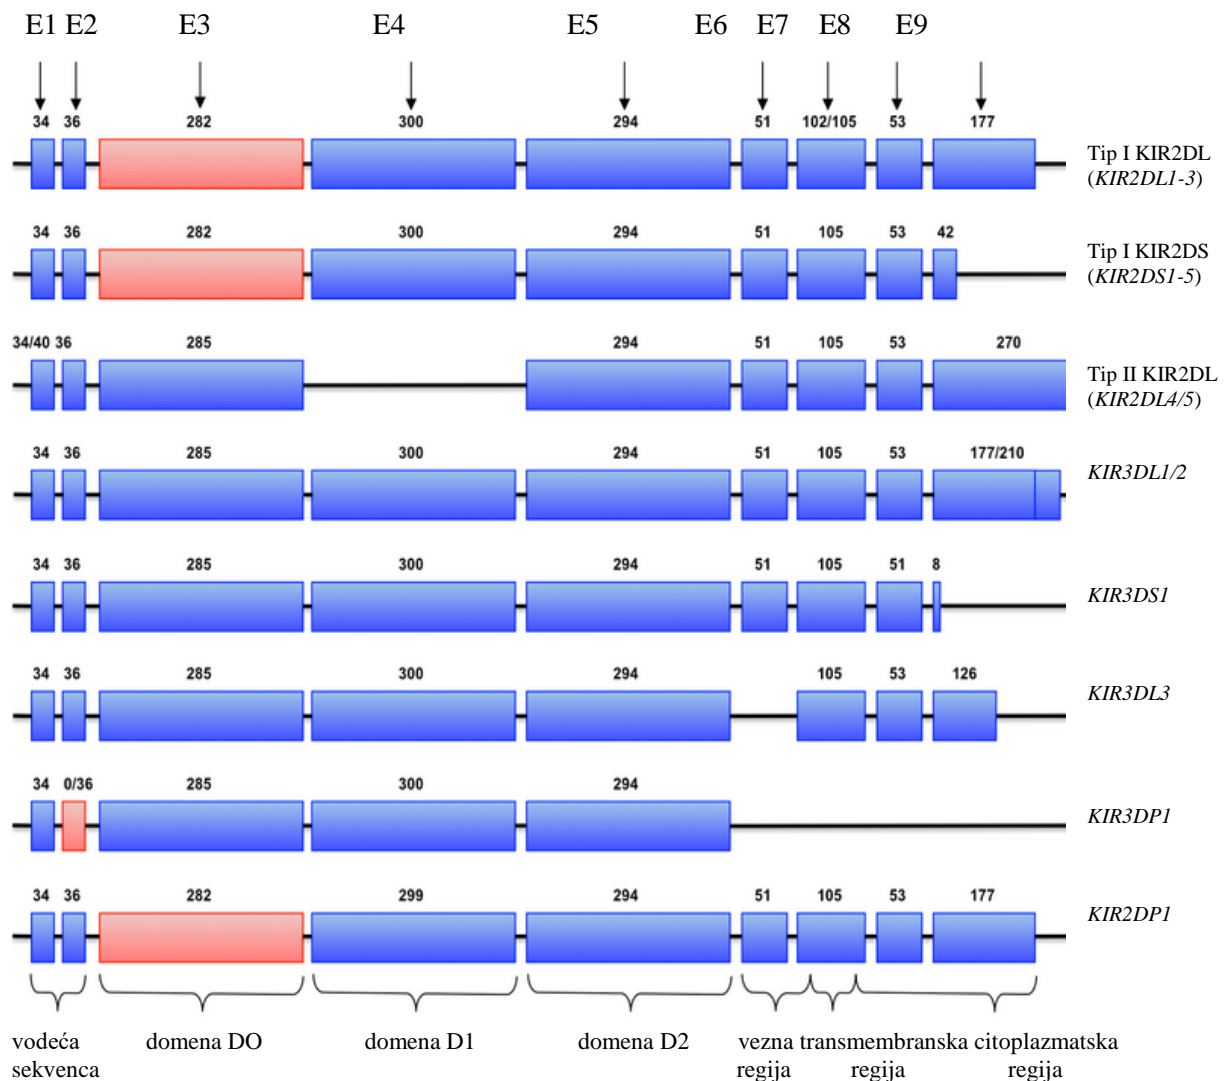 E1 E2 E3 E4 E5 E6 E7 E8 E9
34 36 282 300 294 51 102/105 53 177
Tip I KIR2DL
(KIR2DL1-3)
34 36 282 300 294 51 105 53 42
Tip I KIR2DS
(KIR2DS1-5)
34/40 36 285 294 51 105 53 270
Tip II KIR2DL
(KIR2DL4/5)
34 36 285 300 294 51 105 53 177/210
KIR3DL1/2
34 36 285 300 294 51 105 51 8
KIR3DS1
34 36 285 300 294 105 53 126
KIR3DL3
34 0/36 285 300 294
KIR3DP1
34 36 282 299 294 51 105 53 177
KIR2DP1
vodeća domena DO domena D1 domena D2 vezna transmembranska citoplazmatska
sekvenca regija regija regija